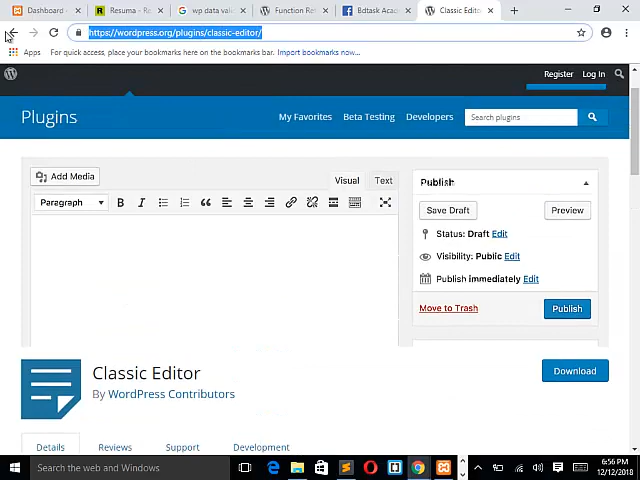 Dashboard
Resuma - Re
wp data vali
Function Re
Bdtask Acad
Classic Edito
https://wordpress.org/plugins/classic-editor/
Apps For quick access, place your bookmarks here on the bookmarks bar. Import bookmarks now...
Register Log In
Plugins
My Favorites Beta Testing Developers Search plugins
Add Media Visual Text
Paragraph B I
Publish
Save Draft Preview
Status: Draft Edit
Visibility: Public Edit
Publish immediately Edit
Move to Trash Publish
Classic Editor
By WordPress Contributors
Download
Details Reviews Support Development
Search the web and Windows
6:56 PM
12/12/2018